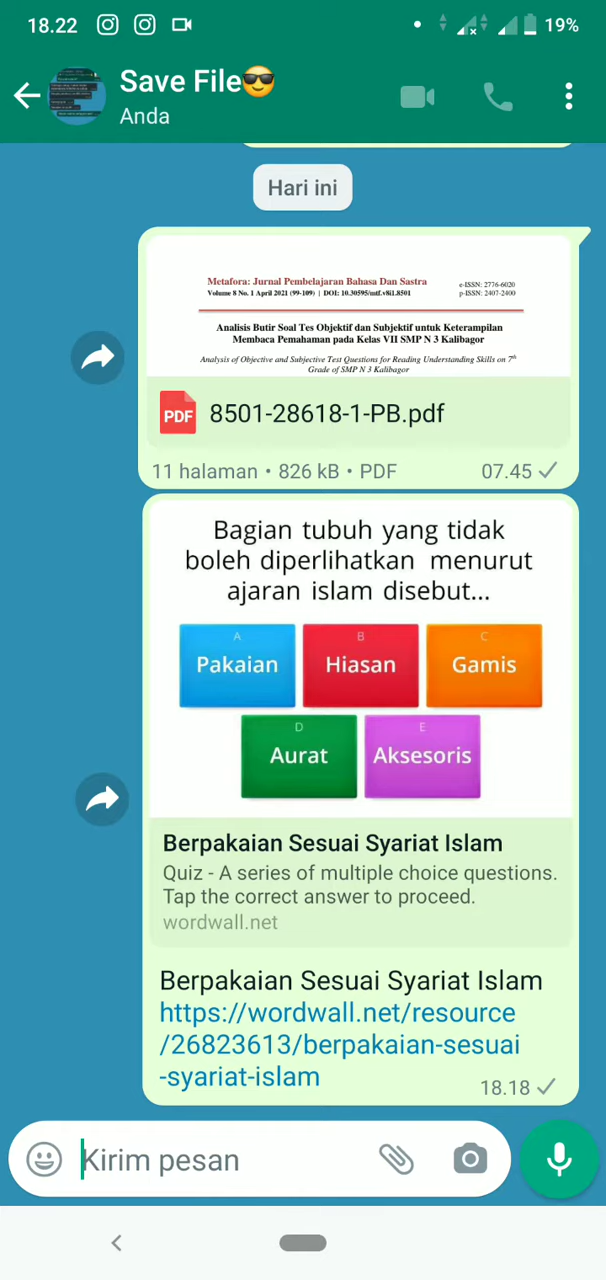 18.22
19%
Save File😎
Anda
Hari ini
Metafora: Jurnal Pembelajaran Bahasa Dan Sastra
e-ISSN: 2776-6020
Volume 8 No. 1 April 2021 (99-109) | DOI: 10.30595/mtf.v8i1.8501
p-ISSN: 2407-2400
Analisis Butir Soal Tes Objektif dan Subjektif untuk Keterampilan
Membaca Pemahaman pada Kelas VII SMP N 3 Kalibagor
Analysis of Objective and Subjective Test Questions for Reading Understanding Skills on 7th
Grade of SMP N 3 Kalibagor
PDF
8501-28618-1-PB.pdf
11 halaman • 826 kB • PDF
07.45
Bagian tubuh yang tidak
boleh diperlihatkan menurut
ajaran islam disebut...
A
Pakaian
B
Hiasan
C
Gamis
D
Aurat
E
Aksesoris
Berpakaian Sesuai Syariat Islam
Quiz - A series of multiple choice questions.
Tap the correct answer to proceed.
wordwall.net
Berpakaian Sesuai Syariat Islam
https://wordwall.net/resource
/26823613/berpakaian-sesuai
-syariat-islam
18.18
Kirim pesan